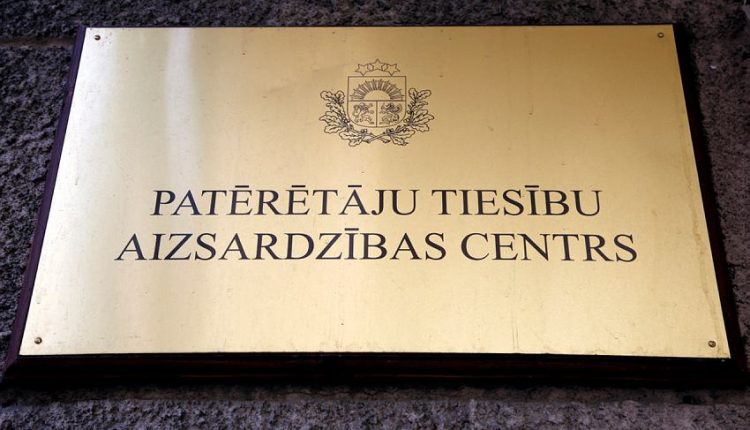 PATĒRĒTĀJU TIESĪBU
AIZSARDZĪBAS CENTRS